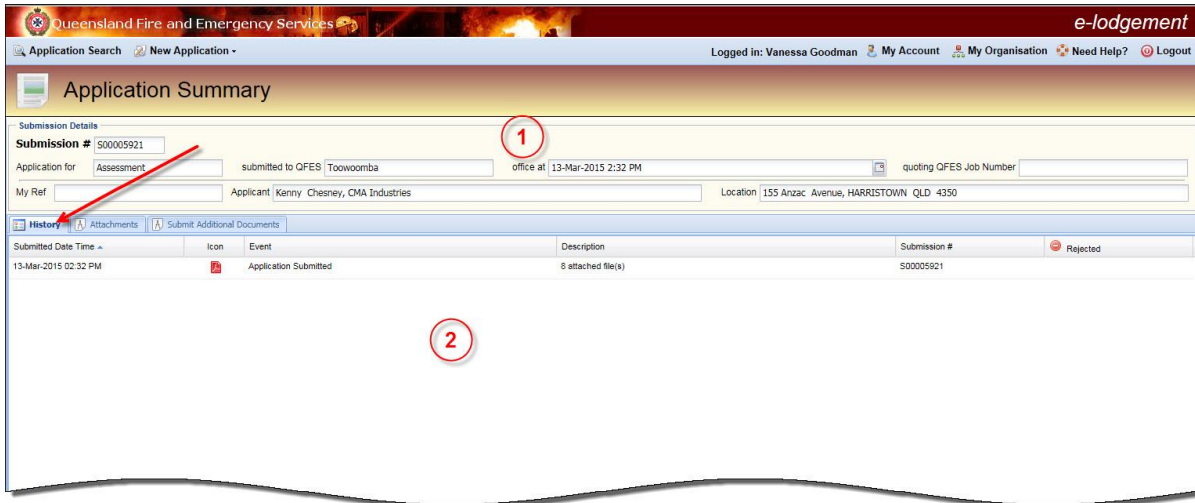 Queensland Fire and Emergency Services e-lodgement
Application Search New Application Logged in: Vanessa Goodman My Account My Organisation Need Help? Logout
Application Summary
Submission Details
1
Submission # S00005921
Application for Assessment submitted to QFES Toowoomba office at 13-Mar-2015 2:32 PM quoting QFES Job Number
My Ref Applicant Kenny Chesney, CMA Industries Location 155 Anzac Avenue, HARRISTOWN QLD 4350
History Attachments Submit Additional Documents
Submitted Date Time Icon Event Description Submission # Rejected
13-Mar-2015 02:32 PM Application Submitted 8 attached file(s) S00005921
2